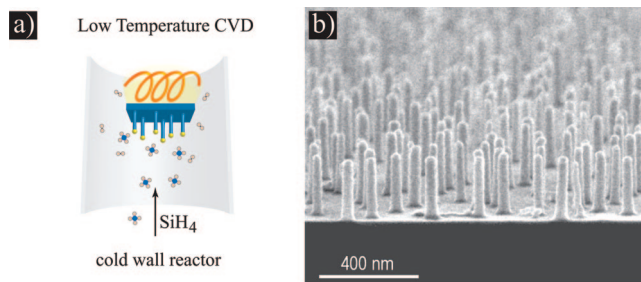 a)
Low Temperature CVD
SiH4
cold wall reactor
b)
400 nm